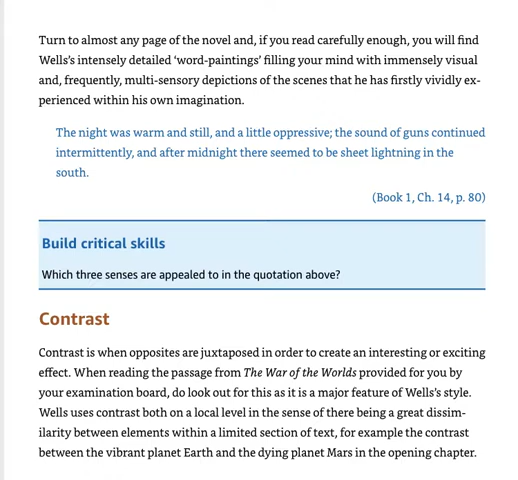 Turn to almost any page of the novel and, if you read carefully enough, you will find
Wells's intensely detailed ‘word-paintings’ filling your mind with immensely visual
and, frequently, multi-sensory depictions of the scenes that he has firstly vividly ex-
perienced within his own imagination.
The night was warm and still, and a little oppressive; the sound of guns continued
intermittently, and after midnight there seemed to be sheet lightning in the
south.
(Book 1, Ch. 14, p. 80)
Build critical skills
Which three senses are appealed to in the quotation above?
Contrast
Contrast is when opposites are juxtaposed in order to create an interesting or exciting
effect. When reading the passage from The War of the Worlds provided for you by
your examination board, do look out for this as it is a major feature of Wells's style.
Wells uses contrast both on a local level in the sense of there being a great dissim-
ilarity between elements within a limited section of text, for example the contrast
between the vibrant planet Earth and the dying planet Mars in the opening chapter.